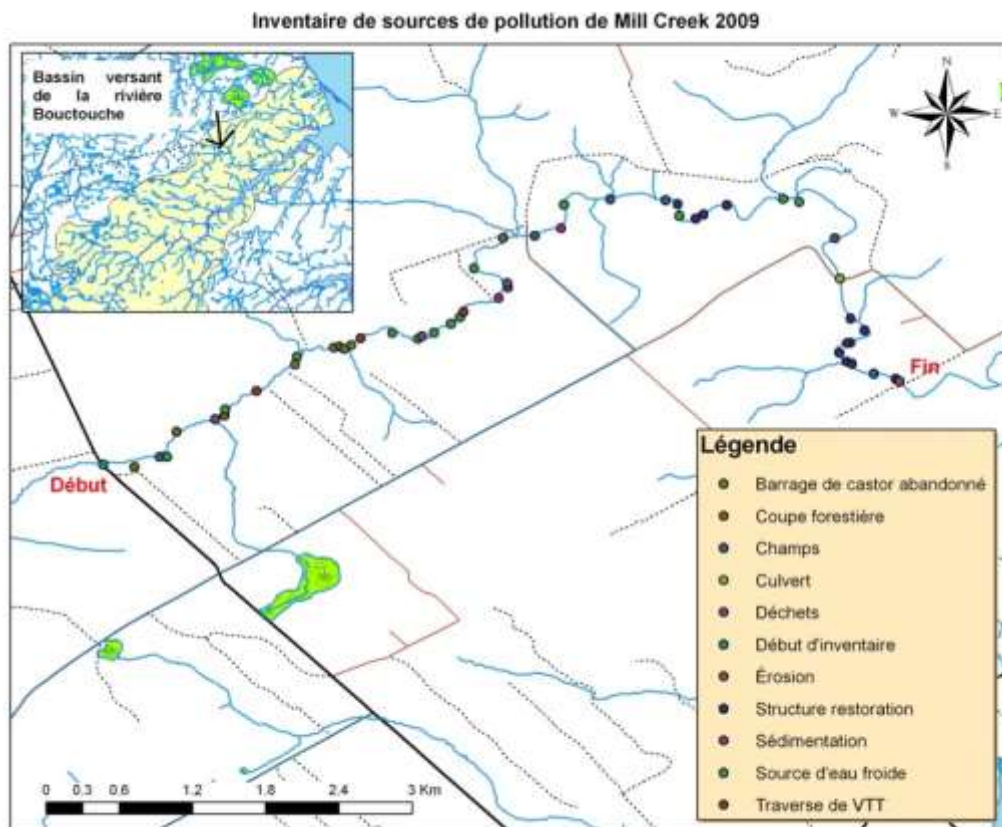 Inventaire de sources de pollution de Mill Creek 2009
Bassin versant
de la rivière
Bouctouche
N
W
E
S
Début
Fin
Légende
Barrage de castor abandonné
Coupe forestière
Champs
Culvert
Déchets
Début d'inventaire
Érosion
Structure restoration
Sédimentation
Source d'eau froide
Traverse de VTT
0 0.3 0.6 1.2 1.8 2.4 3 Km